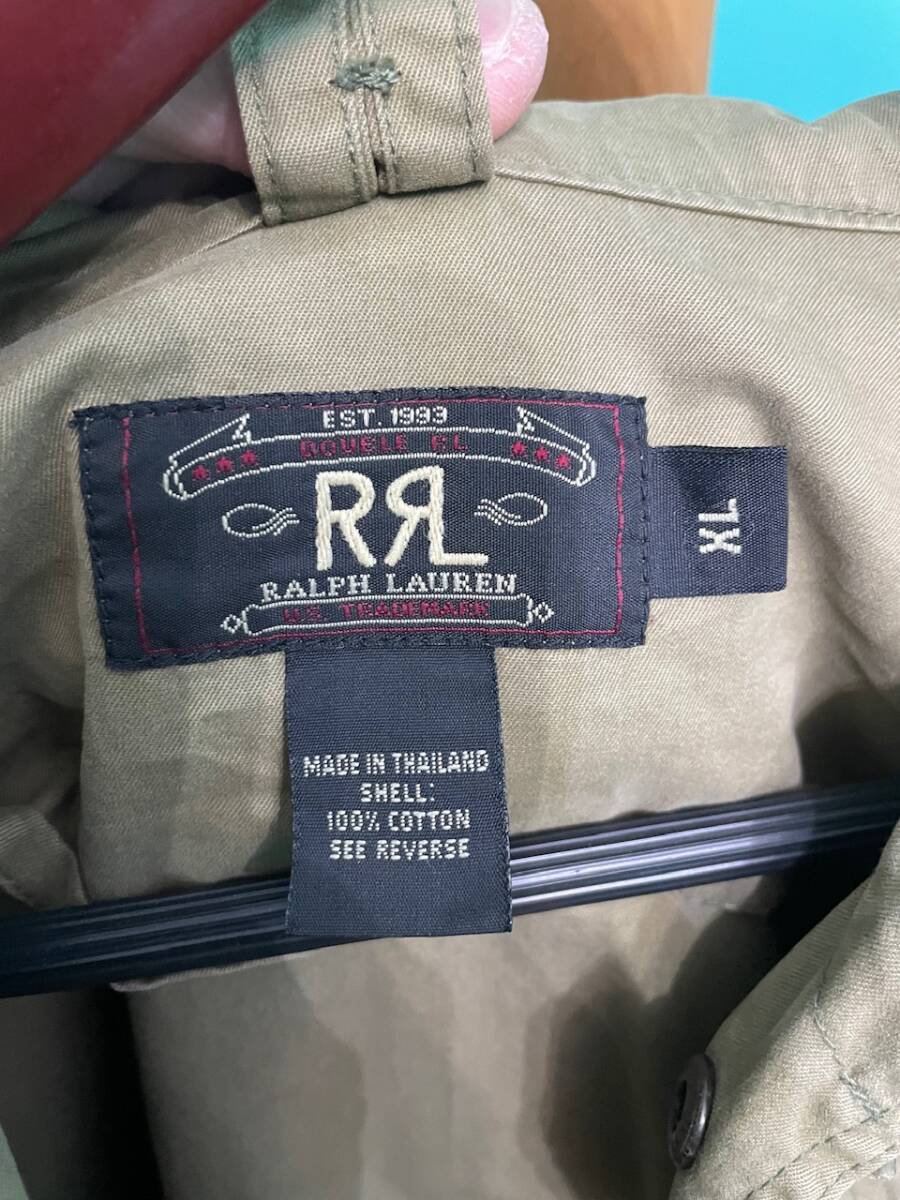 EST. 1993
DOUBLE RL
RRL
RALPH LAUREN
U.S. TRADEMARK
XL
MADE IN THAILAND
SHELL:
100% COTTON
SEE REVERSE